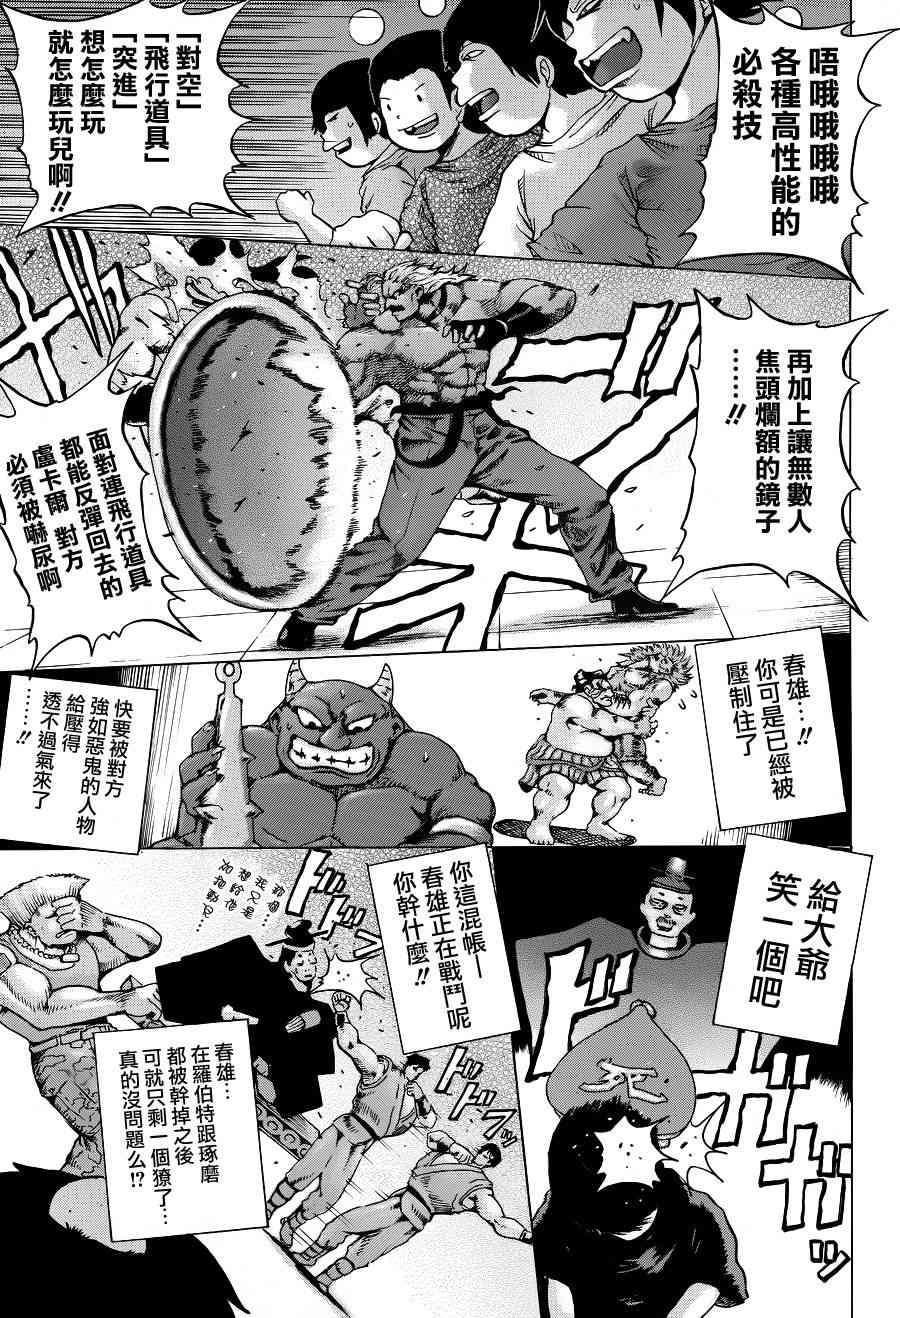 唔哦哦哦哦
各種高性能的
必殺技
「對空」
「飛行道具」
「突進」
想怎麼玩
就怎麼玩兒啊!!
再加上讓無數人
焦頭爛額的鏡子
……!!
面對連飛行道具
都能反彈回去的
盧卡爾 對方
必須被嚇尿啊
春雄…!!
你可是已經被
壓制住了
快要被對方
強如惡鬼的人物
給壓得
透不過氣來了
……!!
給大爺
笑一個吧
死
你這混帳—
春雄正在戰鬥呢
你幹什麼!!
春雄…
在羅伯特跟琢磨
都被幹掉之後
可就只剩一個獠了…
真的沒問題么!?